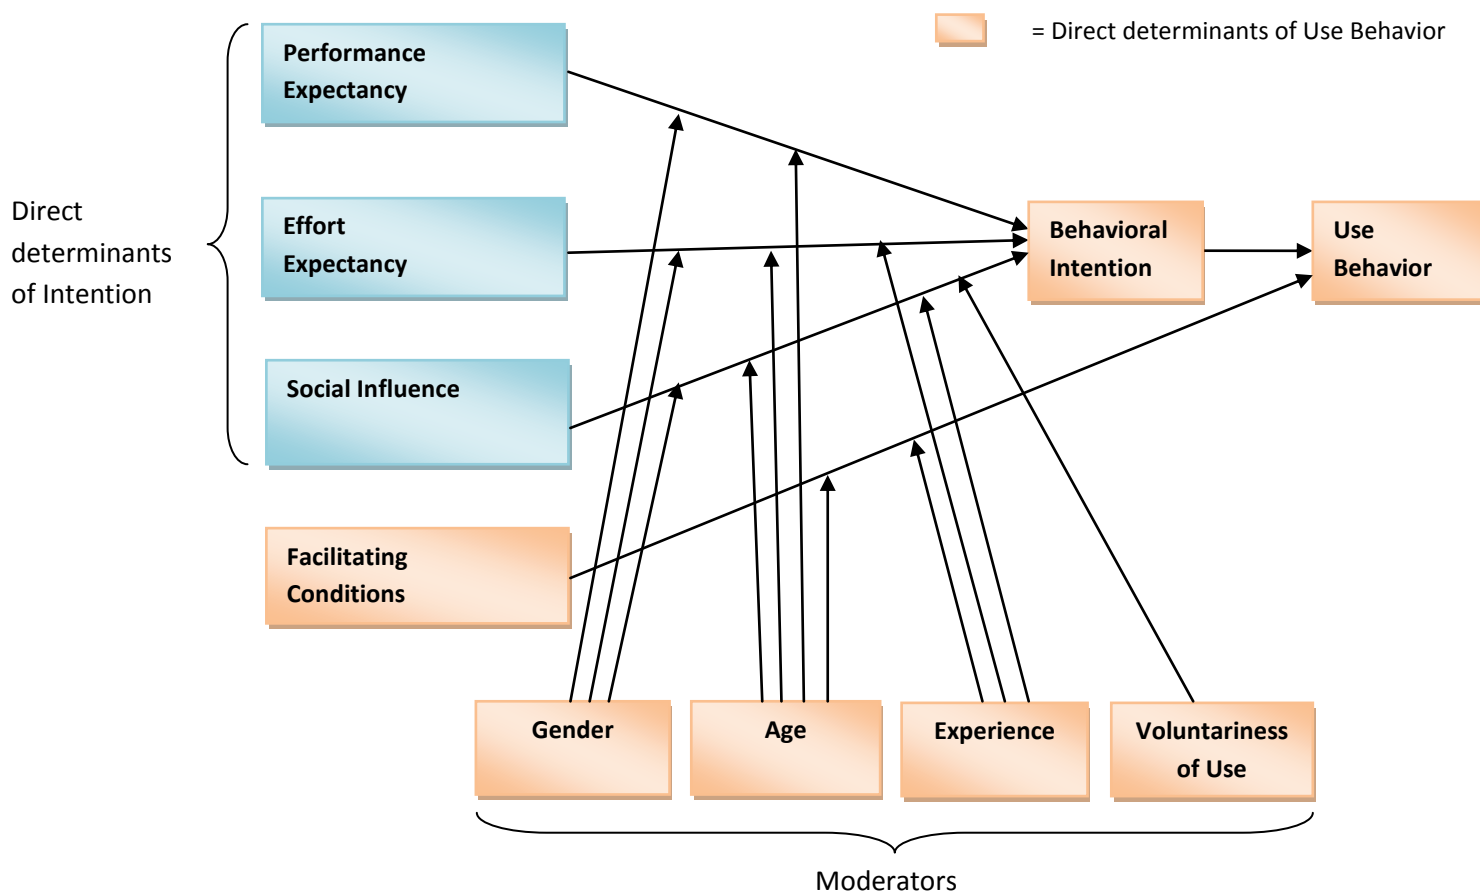 = Direct determinants of Use Behavior
Performance
Expectancy
Direct
determinants
of Intention
Effort
Expectancy
Behavioral
Intention
Use
Behavior
Social Influence
Facilitating
Conditions
Gender
Age
Experience
Voluntariness
of Use
Moderators